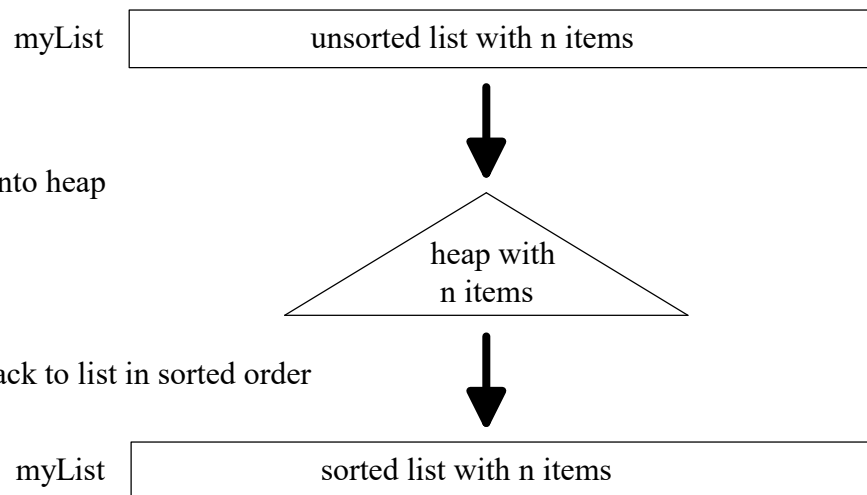 myList unsorted list with n items
nto heap
heap with
n items
ack to list in sorted order
myList sorted list with n items